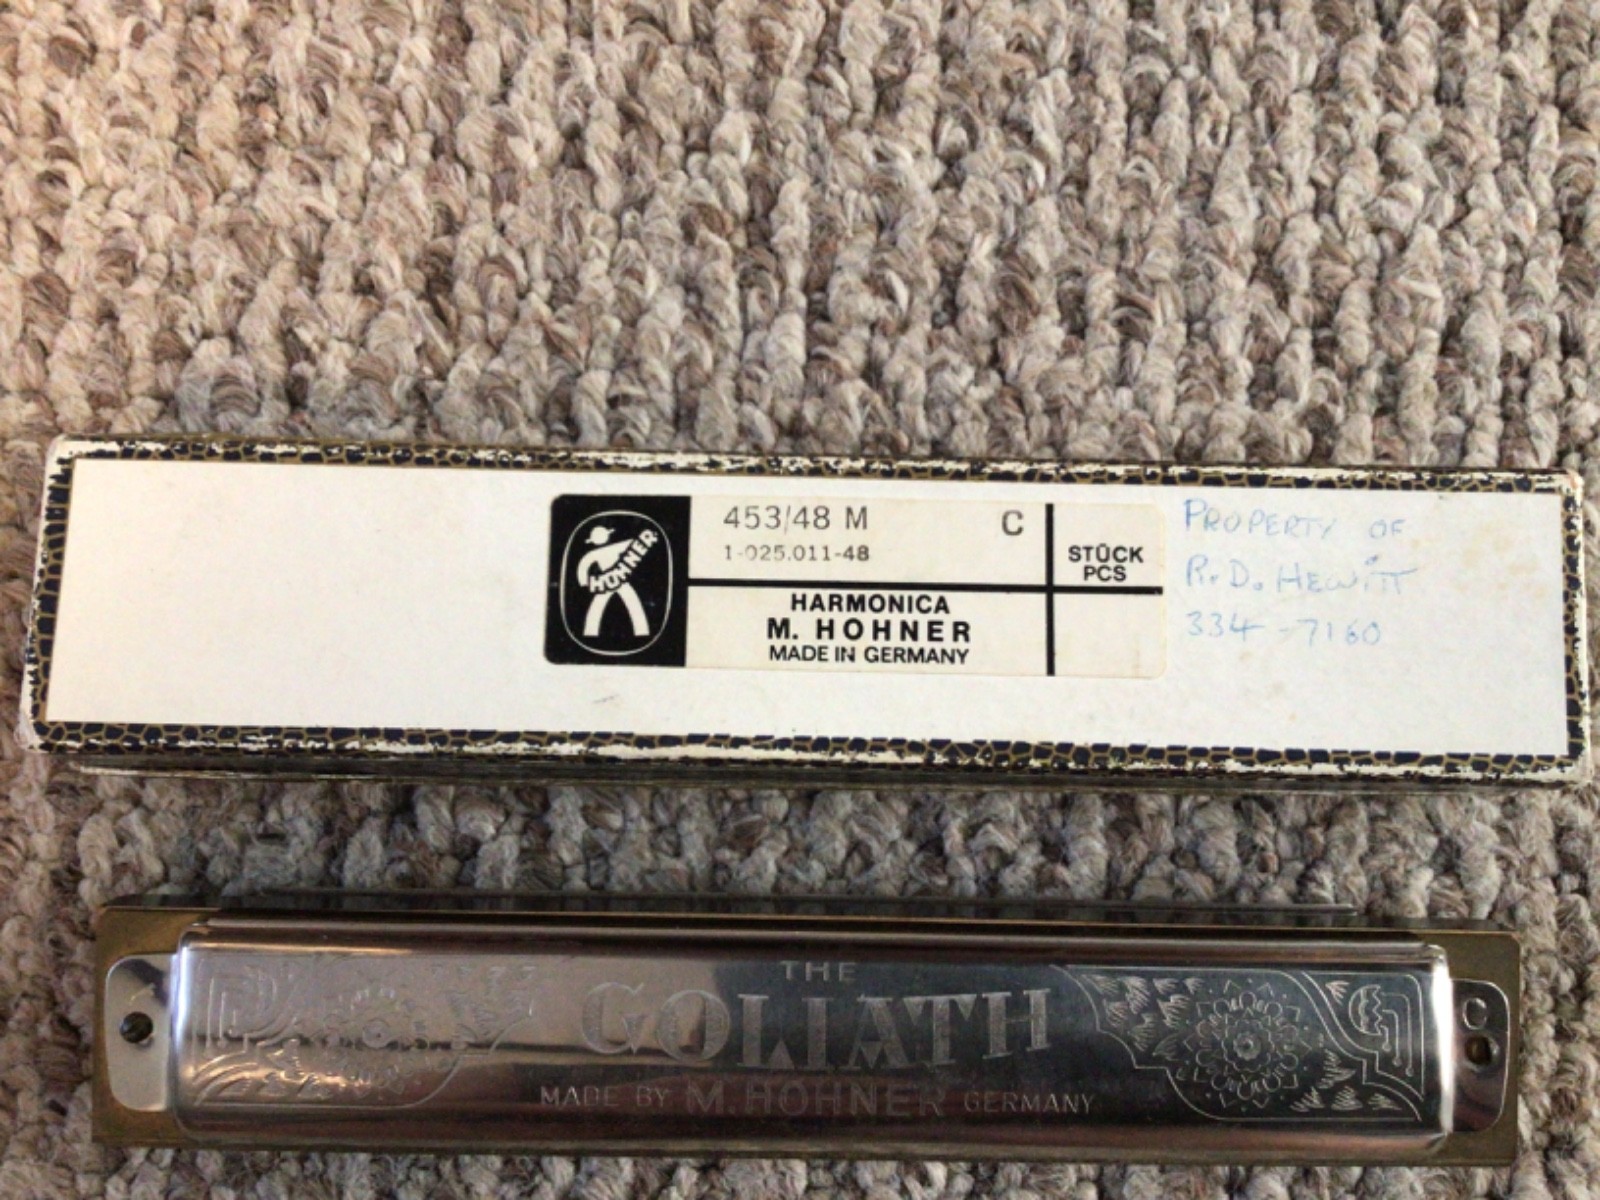 453/48 M C
1-025.011-48
STÜCK
PCS
HOHNER
HARMONICA
M. HOHNER
MADE IN GERMANY
PROPERTY OF
R. D. HEWITT
334-7160
THE
GOLIATH
MADE BY M. HOHNER GERMANY
C